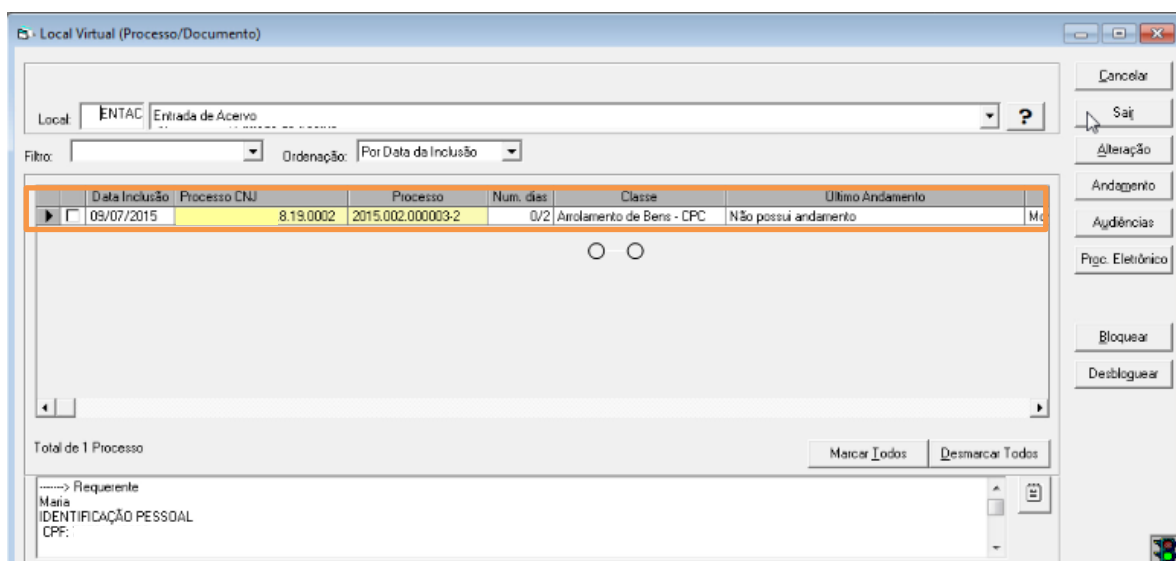 Local Virtual (Processo/Documento)
Cancelar
Local: ENTAC Entrada de Acervo ?
Sair
Filtro: Ordenação: Por Data da Inclusão
Alteração
Andamento
Data Inclusão Processo CNJ Processo Num. dias Classe Ultimo Andamento
09/07/2015 8.19.0002 2015.002.000003-2 0/2 Arrolamento de Bens - CPC Não possui andamento
Audiências
Proc. Eletrônico
Bloquear
Desbloquear
Total de 1 Processo
Marcar Todos Desmarcar Todos
------> Requerente
Maria
IDENTIFICAÇÃO PESSOAL
CPF: